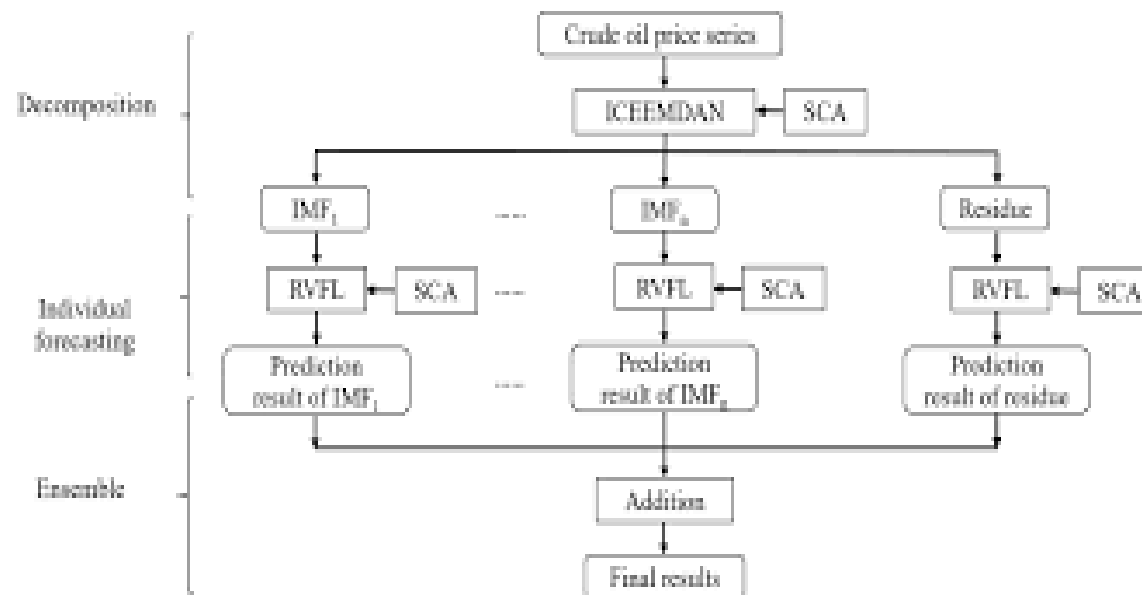 Crude oil price series
Decomposition
ICEEMDAN
SCA
IMF1
.....
IMFn
Residue
RVFL
SCA
.....
RVFL
SCA
RVFL
SCA
Individual
forecasting
Prediction
result of IMF1
.....
Prediction
result of IMFn
Prediction
result of residue
Ensemble
Addition
Final results